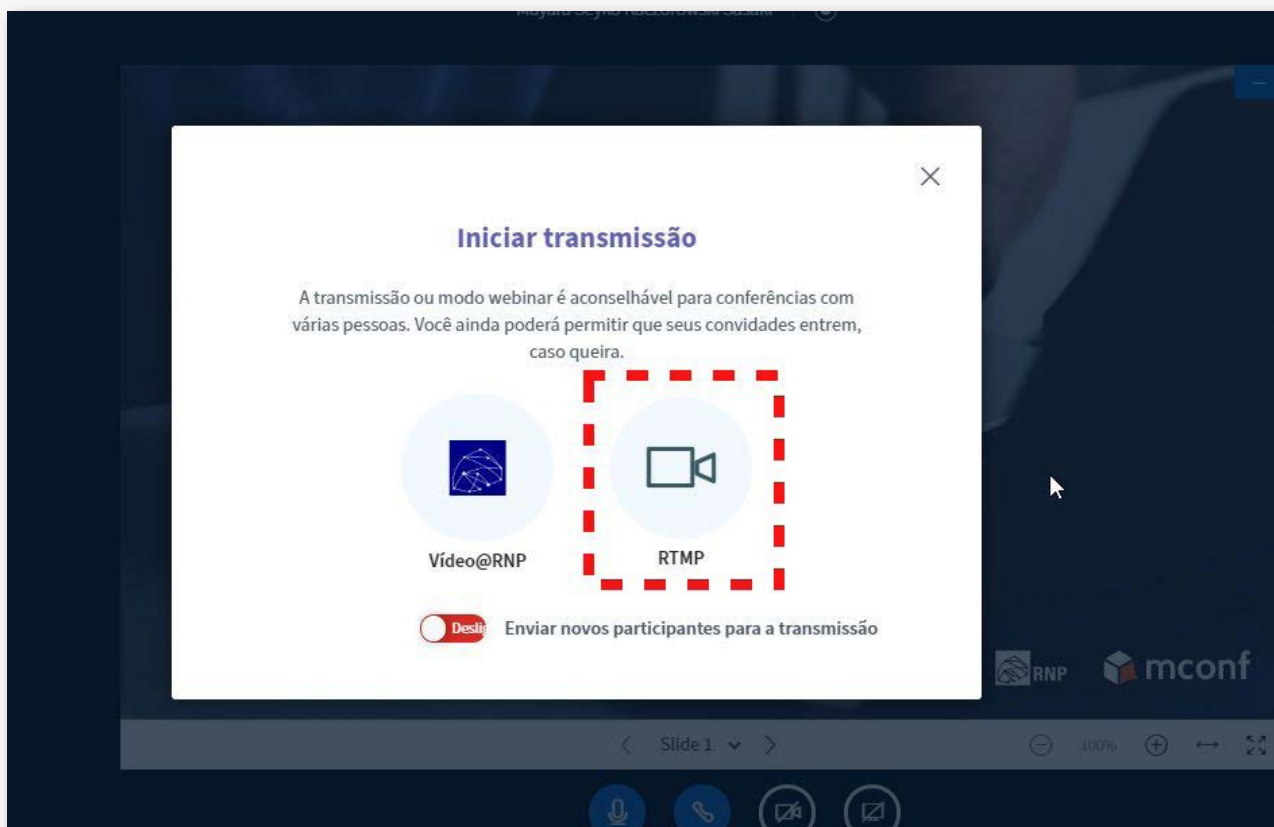 Iniciar transmissão
A transmissão ou modo webinar é aconselhável para conferências com
várias pessoas. Você ainda poderá permitir que seus convidades entrem,
caso queira.
Vídeo@RNP
RTMP
Enviar novos participantes para a transmissão
RNP
mconf
Slide 1
100%